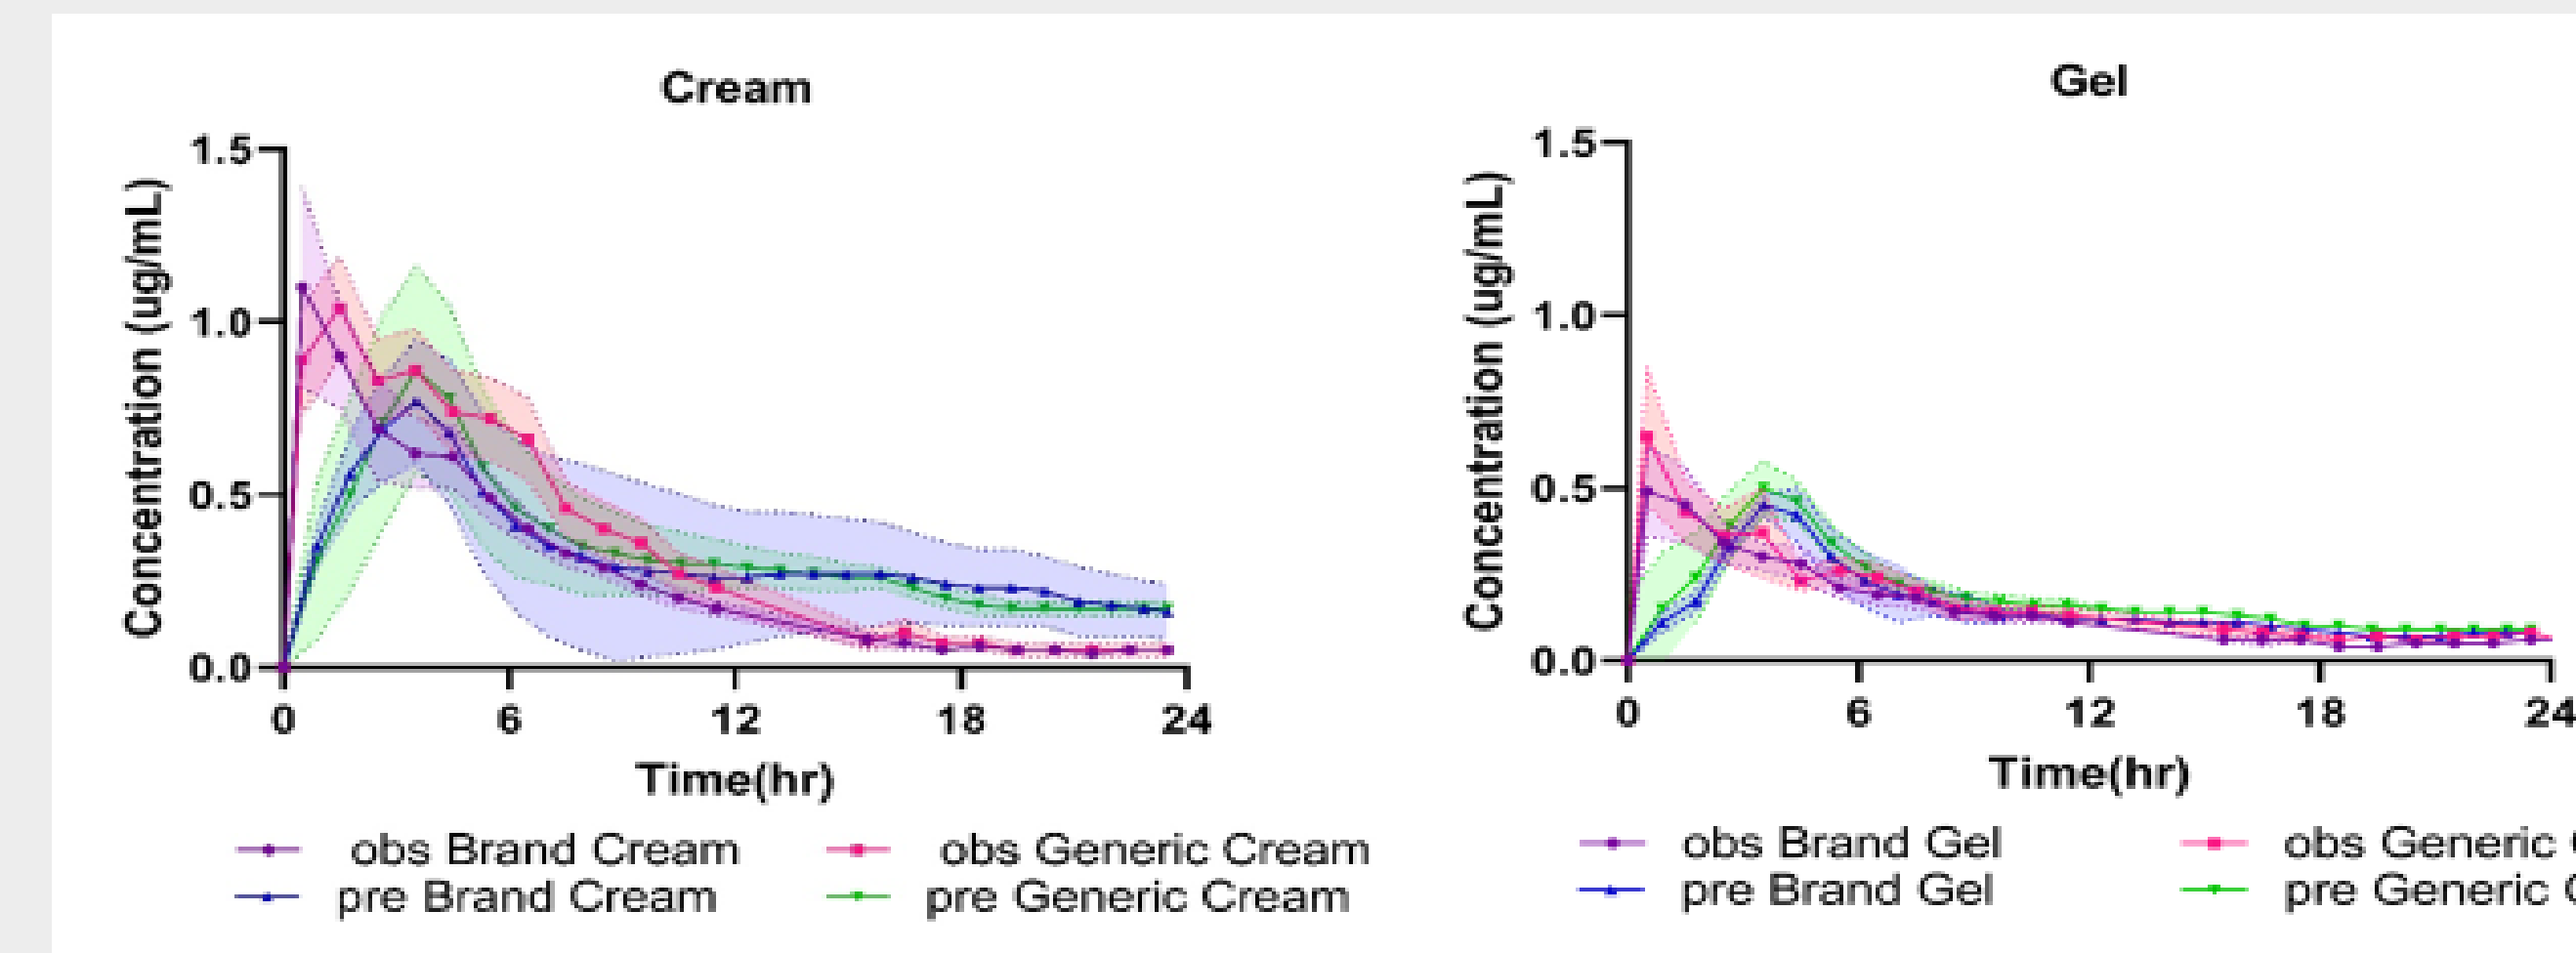 Cream
1.5
1.0
0.5
0.0
Concentration (ug/mL)
0 6 12 18 24
Time(hr)
obs Brand Cream obs Generic Cream
pre Brand Cream pre Generic Cream
Gel
1.5
1.0
0.5
0.0
Concentration (ug/mL)
0 6 12 18 24
Time(hr)
obs Brand Gel obs Generic
pre Brand Gel pre Generic